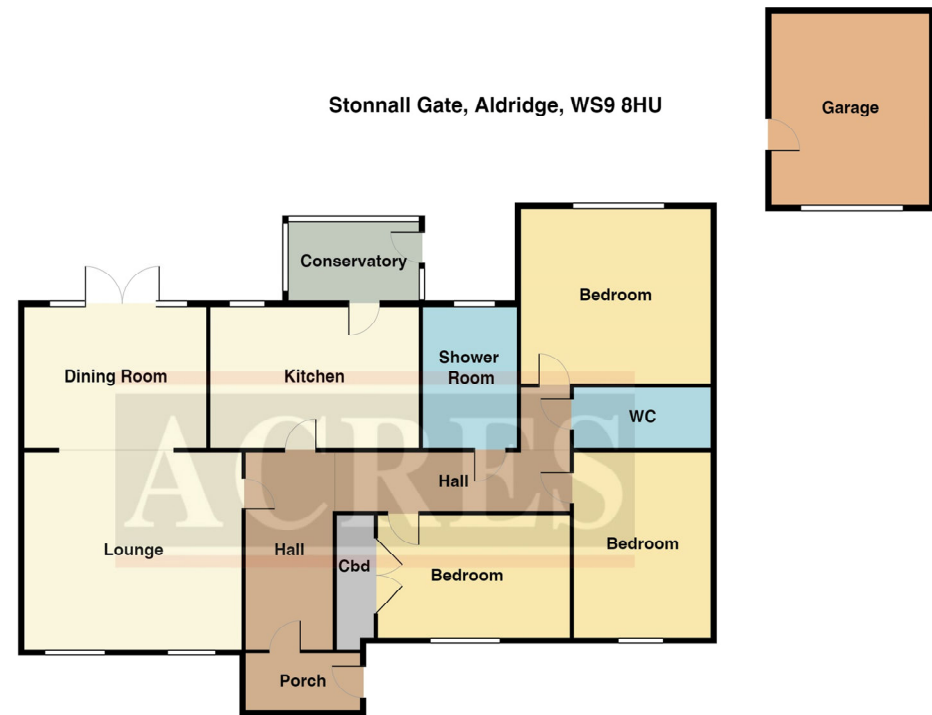 Stonnall Gate, Aldridge, WS9 8HU
Garage
Conservatory
Bedroom
Dining Room
Kitchen
Shower
Room
WC
ACRES
Hall
Lounge
Hall
Cbd
Bedroom
Bedroom
Porch